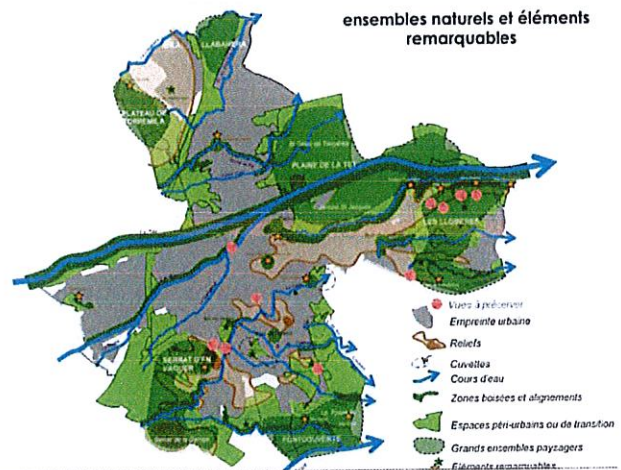 ensembles naturels et éléments
remarquables
LLABANERA
PLATEAU DE
TORREMILA
PLAINE DE LA TET
LES LLOBERES
SERRAT D'EN
VAQUER
PONTCOUVERTE
Vues à préserver
Empreinte urbaine
Reliefs
Cuvettes
Cours d'eau
Zones boisées et alignements
Espaces péri-urbains ou de transition
Grands ensembles paysagers
Eléments remarquables